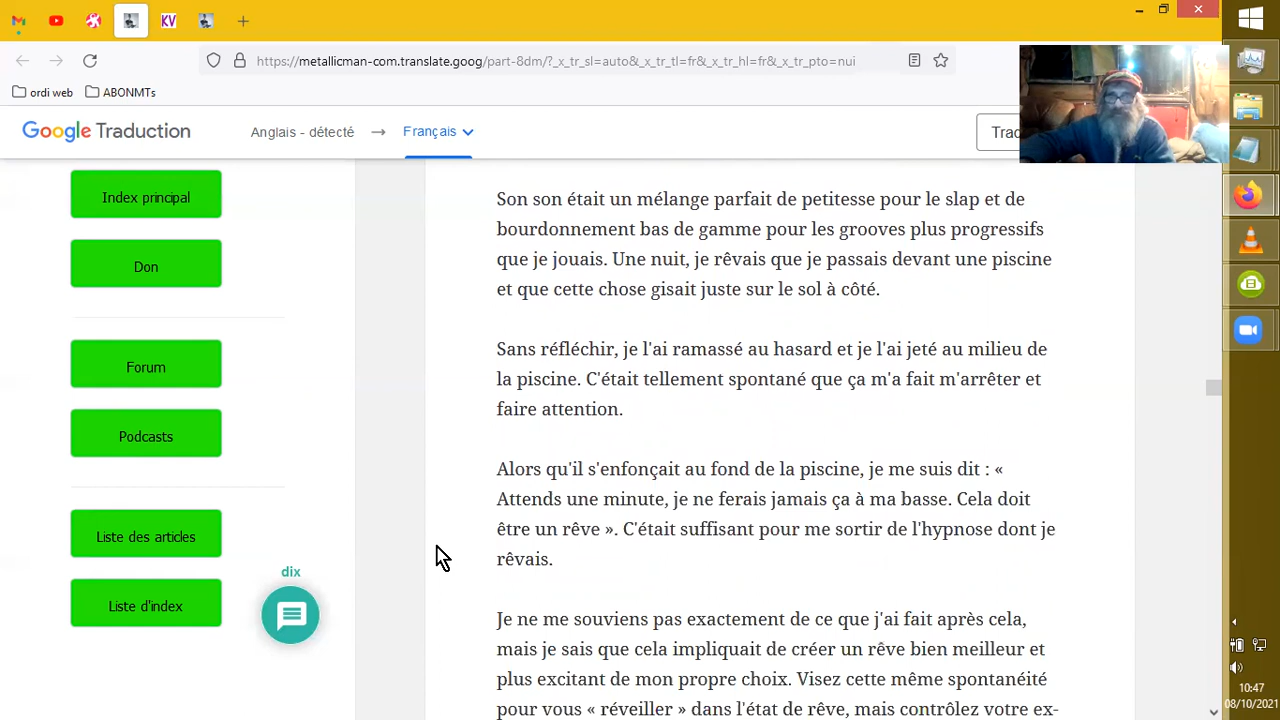 https://metallicman-com.translate.goog/part-8dm/?_x_tr_sl=auto&_x_tr_tl=fr&_x_tr_hl=fr&_x_tr_pto=nui
ordi web
ABONMTs
Google Traduction
Anglais - détecté
Français
Trad
Index principal
Don
Forum
Podcasts
Liste des articles
Liste d'index
dix
Son son était un mélange parfait de petitesse pour le slap et de
bourdonnement bas de gamme pour les grooves plus progressifs
que je jouais. Une nuit, je rêvais que je passais devant une piscine
et que cette chose gisait juste sur le sol à côté.
Sans réfléchir, je l'ai ramassé au hasard et je l'ai jeté au milieu de
la piscine. C'était tellement spontané que ça m'a fait m'arrêter et
faire attention.
Alors qu'il s'enfonçait au fond de la piscine, je me suis dit : «
Attends une minute, je ne ferais jamais ça à ma basse. Cela doit
être un rêve ». C'était suffisant pour me sortir de l'hypnose dont je
rêvais.
Je ne me souviens pas exactement de ce que j'ai fait après cela,
mais je sais que cela impliquait de créer un rêve bien meilleur et
plus excitant de mon propre choix. Visez cette même spontanéité
pour vous « réveiller » dans l'état de rêve, mais contrôlez votre ex-
KV
10:47
08/10/2021